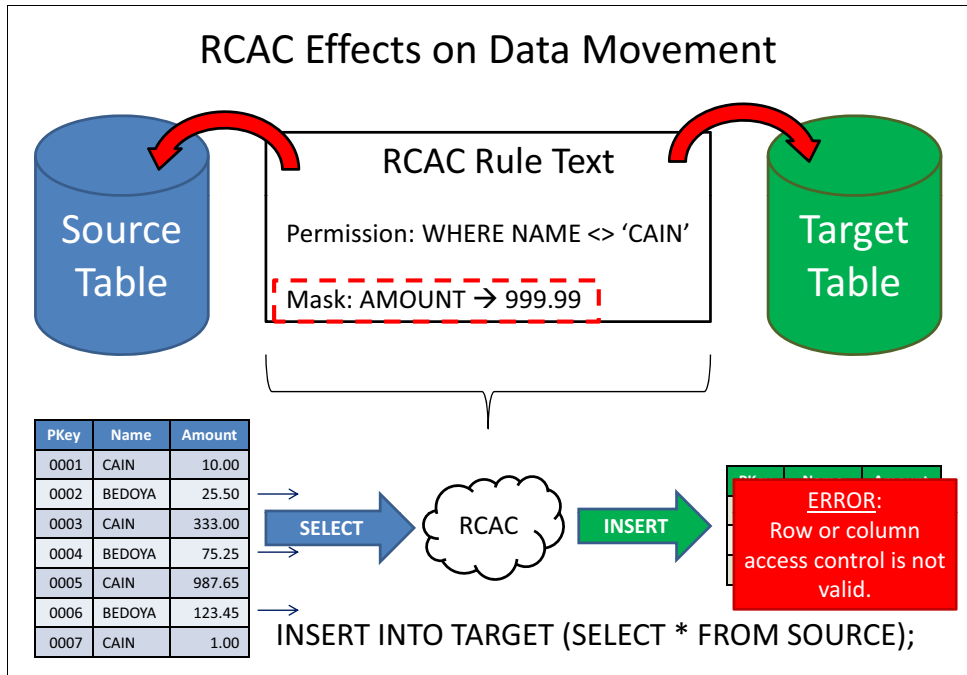 RCAC Effects on Data Movement
Source
Table
RCAC Rule Text
Permission: WHERE NAME <> ‘CAIN’
Mask: AMOUNT → 999.99
Target
Table
PKey Name Amount
0001 CAIN 10.00
0002 BEDOYA 25.50
0003 CAIN 333.00
0004 BEDOYA 75.25
0005 CAIN 987.65
0006 BEDOYA 123.45
0007 CAIN 1.00
SELECT
RCAC
INSERT
ERROR:
Row or column
access control is not
valid.
INSERT INTO TARGET (SELECT * FROM SOURCE);